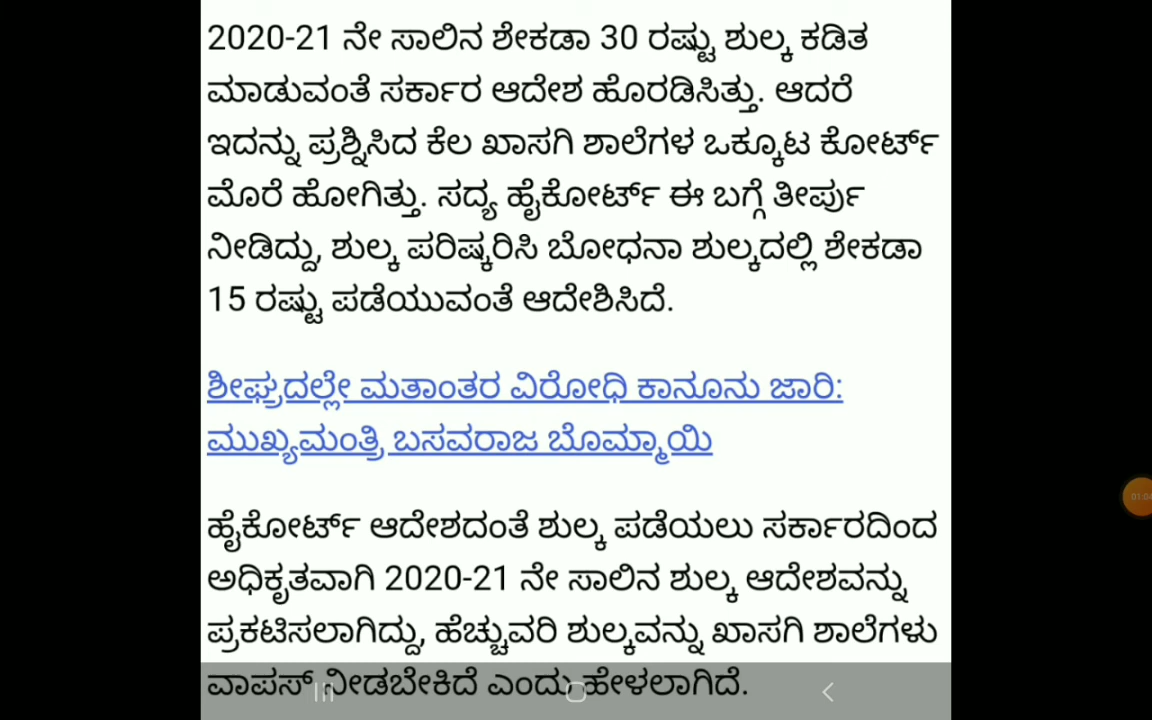 2020-21 ನೇ ಸಾಲಿನ ಶೇಕಡಾ 30 ರಷ್ಟು ಶುಲ್ಕ ಕಡಿತ
ಮಾಡುವಂತೆ ಸರ್ಕಾರ ಆದೇಶ ಹೊರಡಿಸಿತ್ತು. ಆದರೆ
ಇದನ್ನು ಪ್ರಶ್ನಿಸಿದ ಕೆಲ ಖಾಸಗಿ ಶಾಲೆಗಳ ಒಕ್ಕೂಟ ಕೋರ್ಟ್
ಮೊರೆ ಹೋಗಿತ್ತು. ಸದ್ಯ ಹೈಕೋರ್ಟ್ ಈ ಬಗ್ಗೆ ತೀರ್ಪು
ನೀಡಿದ್ದು, ಶುಲ್ಕ ಪರಿಷ್ಕರಿಸಿ ಬೋಧನಾ ಶುಲ್ಕದಲ್ಲಿ ಶೇಕಡಾ
15 ರಷ್ಟು ಪಡೆಯುವಂತೆ ಆದೇಶಿಸಿದೆ.
ಶೀಘ್ರದಲ್ಲೇ ಮತಾಂತರ ವಿರೋಧಿ ಕಾನೂನು ಜಾರಿ:
ಮುಖ್ಯಮಂತ್ರಿ ಬಸವರಾಜ ಬೊಮ್ಮಾಯಿ
ಹೈಕೋರ್ಟ್ ಆದೇಶದಂತೆ ಶುಲ್ಕ ಪಡೆಯಲು ಸರ್ಕಾರದಿಂದ
ಅಧಿಕೃತವಾಗಿ 2020-21 ನೇ ಸಾಲಿನ ಶುಲ್ಕ ಆದೇಶವನ್ನು
ಪ್ರಕಟಿಸಲಾಗಿದ್ದು, ಹೆಚ್ಚುವರಿ ಶುಲ್ಕವನ್ನು ಖಾಸಗಿ ಶಾಲೆಗಳು
ವಾಪಸ್ ನೀಡಬೇಕಿದೆ ಎಂದು ಹೇಳಲಾಗಿದೆ.